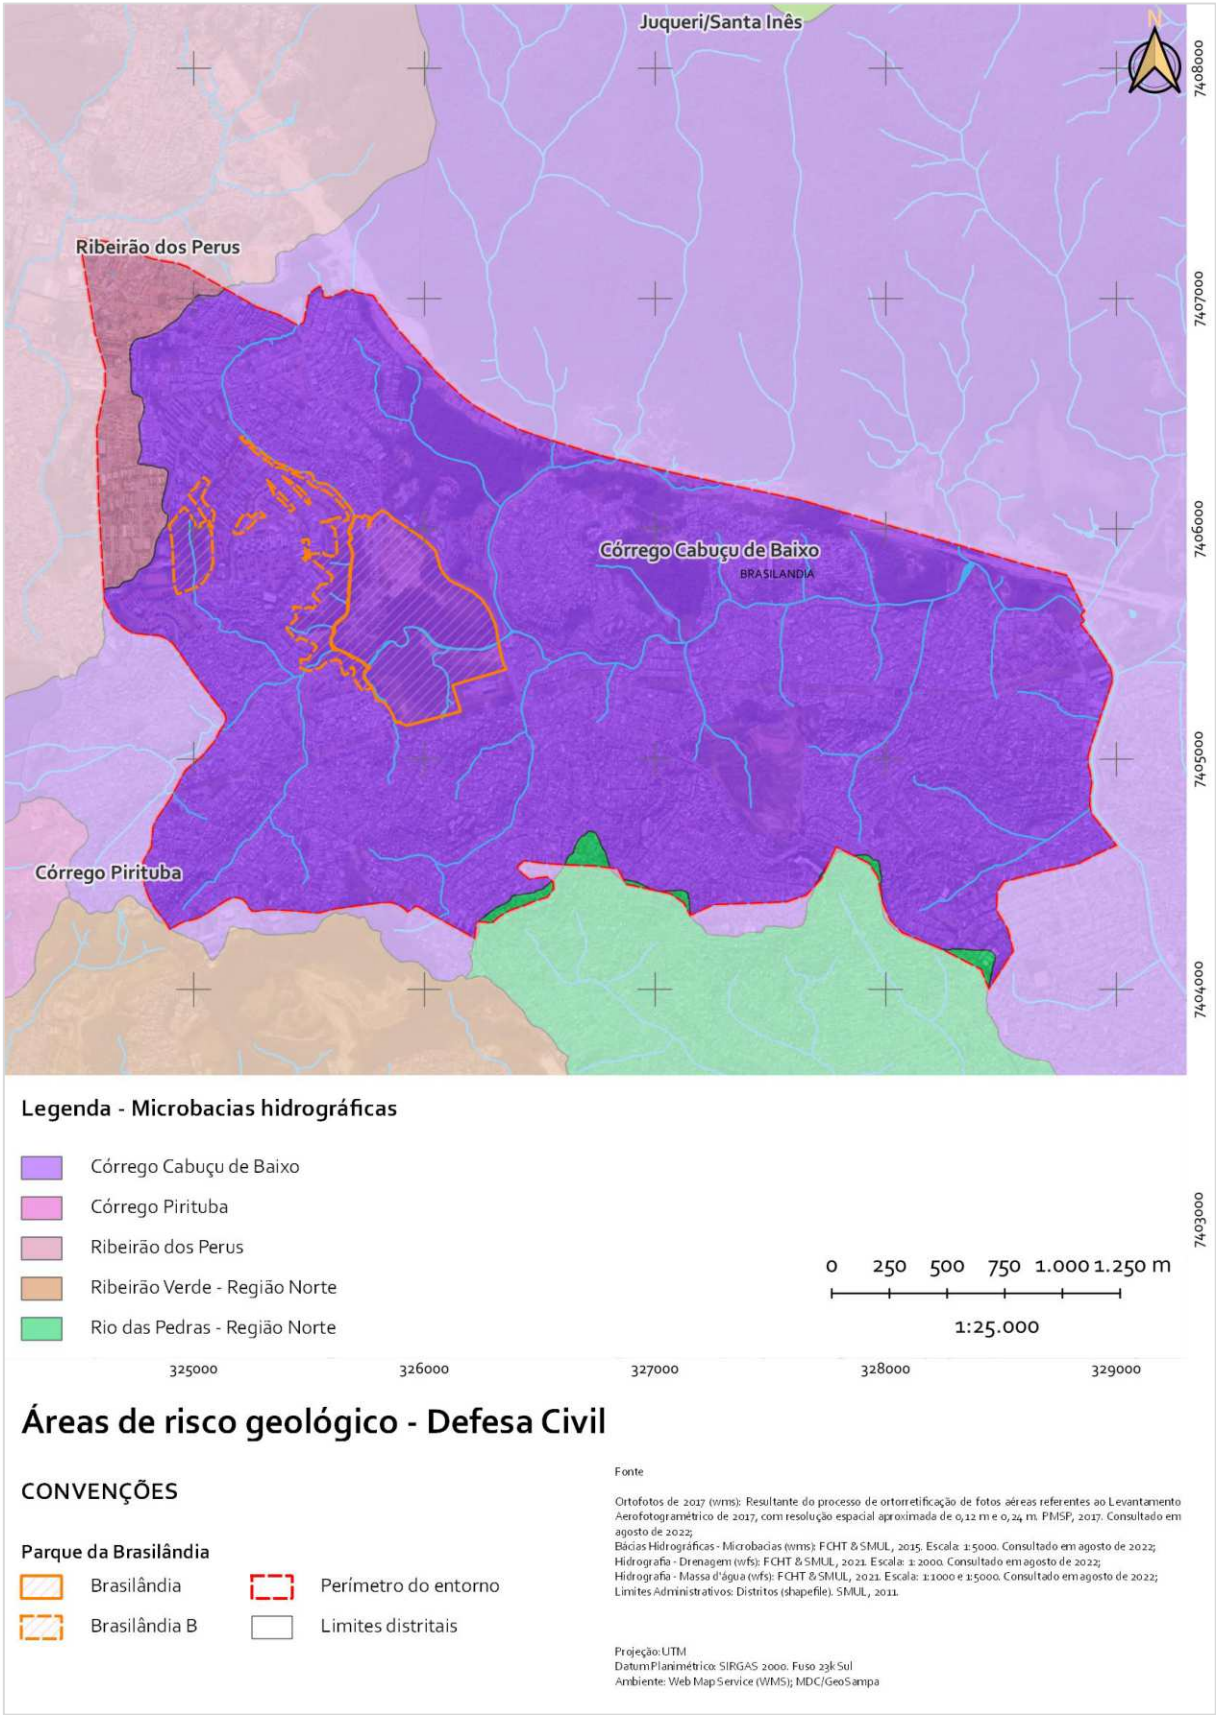 Juqueri/Santa Inês
N
7408000
Ribeirão dos Perus
7407000
7406000
Córrego Cabuçu de Baixo
BRASILANDIA
7405000
Córrego Pirituba
7404000
Legenda - Microbacias hidrográficas
Córrego Cabuçu de Baixo
Córrego Pirituba
Ribeirão dos Perus
Ribeirão Verde - Região Norte
Rio das Pedras - Região Norte
7403000
0 250 500 750 1.000 1.250 m
1:25.000
325000 326000 327000 328000 329000
Áreas de risco geológico - Defesa Civil
CONVENÇÕES
Parque da Brasilândia
Brasilândia
Brasilândia B
Perímetro do entorno
Limites distritais
Fonte
Ortofotos de 2017 (wms): Resultante do processo de ortorretificação de fotos aéreas referentes ao Levantamento
Aerofotogramétrico de 2017, com resolução espacial aproximada de 0,12 m e 0,24 m. PMSP, 2017. Consultado em
agosto de 2022;
Bácias Hidrográficas - Microbacias (wms): FCHT & SMUL, 2015. Escala: 1:5000. Consultado em agosto de 2022;
Hidrografia - Drenagem (wfs): FCHT & SMUL, 2021. Escala: 1: 2000. Consultado em agosto de 2022;
Hidrografia - Massa d'água (wfs): FCHT & SMUL, 2021. Escala: 1:1000 e 1:5000. Consultado em agosto de 2022;
Limites Administrativos: Distritos (shapefile). SMUL, 2011.
Projeção: UTM
Datum Planimétrico: SIRGAS 2000. Fuso 23k Sul
Ambiente: Web Map Service (WMS); MDC/GeoSampa